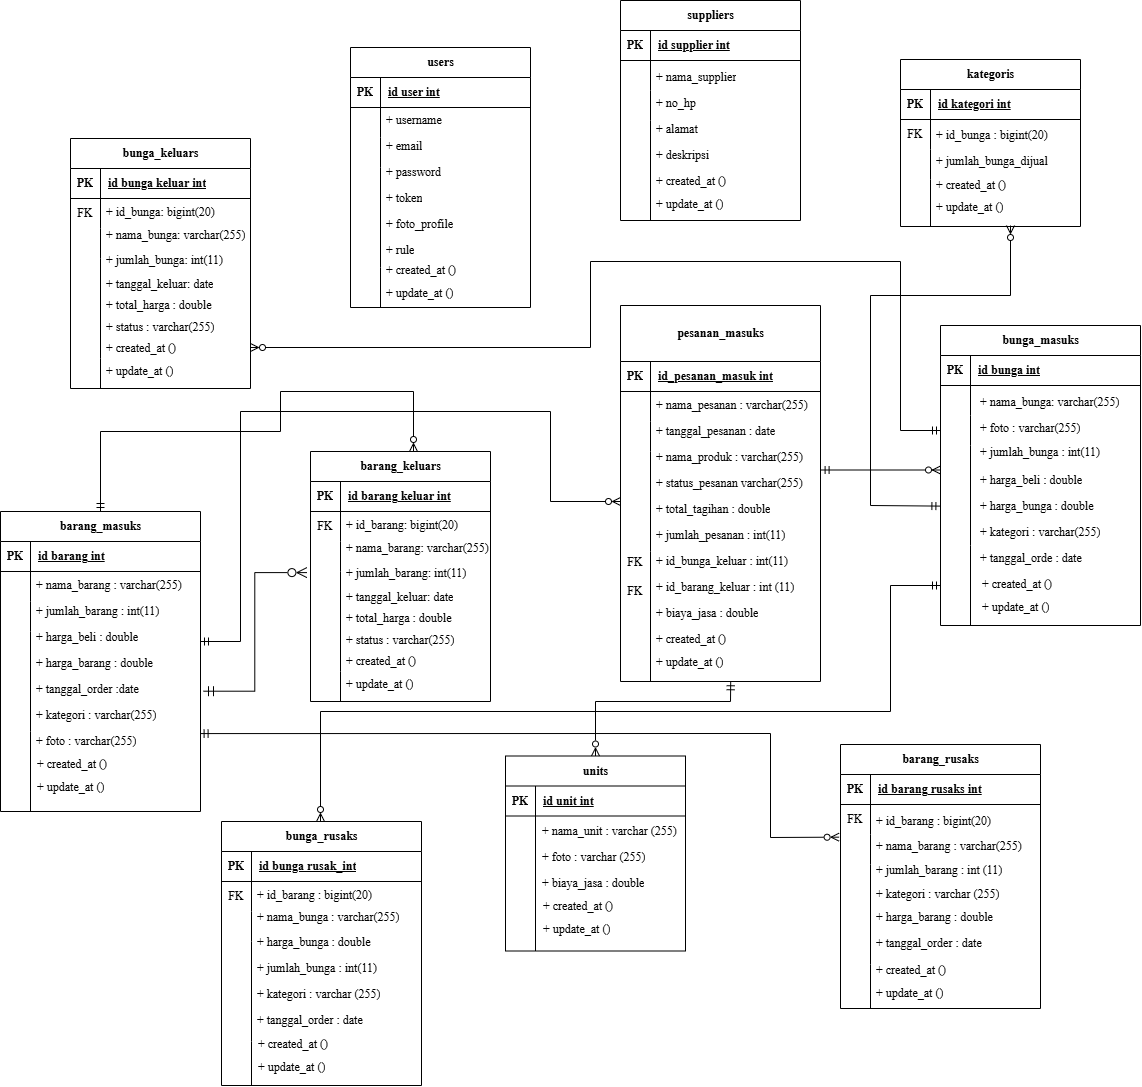 suppliers
PK id supplier int
+ nama_supplier
+ no_hp
+ alamat
+ deskripsi
+ created_at ()
+ update_at ()
users
PK id user int
+ username
+ email
+ password
+ token
+ foto_profile
+ rule
+ created_at ()
+ update_at ()
kategoris
PK id kategori int
FK + id_bunga : bigint(20)
+ jumlah_bunga_dijual
+ created_at ()
+ update_at ()
bunga_keluars
PK id bunga keluar int
FK + id_bunga: bigint(20)
+ nama_bunga: varchar(255)
+ jumlah_bunga: int(11)
+ tanggal_keluar: date
+ total_harga : double
+ status : varchar(255)
+ created_at ()
+ update_at ()
pesanan_masuks
PK id_pesanan_masuk int
+ nama_pesanan : varchar(255)
+ tanggal_pesanan : date
+ nama_produk : varchar(255)
+ status_pesanan varchar(255)
+ total_tagihan : double
+ jumlah_pesanan : int(11)
FK + id_bunga_keluar : int(11)
FK + id_barang_keluar : int (11)
+ biaya_jasa : double
+ created_at ()
+ update_at ()
bunga_masuks
PK id bunga int
+ nama_bunga: varchar(255)
+ foto : varchar(255)
+ jumlah_bunga : int(11)
+ harga_beli : double
+ harga_bunga : double
+ kategori : varchar(255)
+ tanggal_orde : date
+ created_at ()
+ update_at ()
barang_keluars
PK id barang keluar int
FK + id_barang: bigint(20)
+ nama_barang: varchar(255)
+ jumlah_barang: int(11)
+ tanggal_keluar: date
+ total_harga : double
+ status : varchar(255)
+ created_at ()
+ update_at ()
barang_masuks
PK id barang int
+ nama_barang : varchar(255)
+ jumlah_barang : int(11)
+ harga_beli : double
+ harga_barang : double
+ tanggal_order :date
+ kategori : varchar(255)
+ foto : varchar(255)
+ created_at ()
+ update_at ()
units
PK id unit int
+ nama_unit : varchar (255)
+ foto : varchar (255)
+ biaya_jasa : double
+ created_at ()
+ update_at ()
barang_rusaks
PK id barang rusaks int
FK + id_barang : bigint(20)
+ nama_barang : varchar(255)
+ jumlah_barang : int (11)
+ kategori : varchar (255)
+ harga_barang : double
+ tanggal_order : date
+ created_at ()
+ update_at ()
bunga_rusaks
PK id bunga rusak_int
FK + id_barang : bigint(20)
+ nama_bunga : varchar(255)
+ harga_bunga : double
+ jumlah_bunga : int(11)
+ kategori : varchar (255)
+ tanggal_order : date
+ created_at ()
+ update_at ()